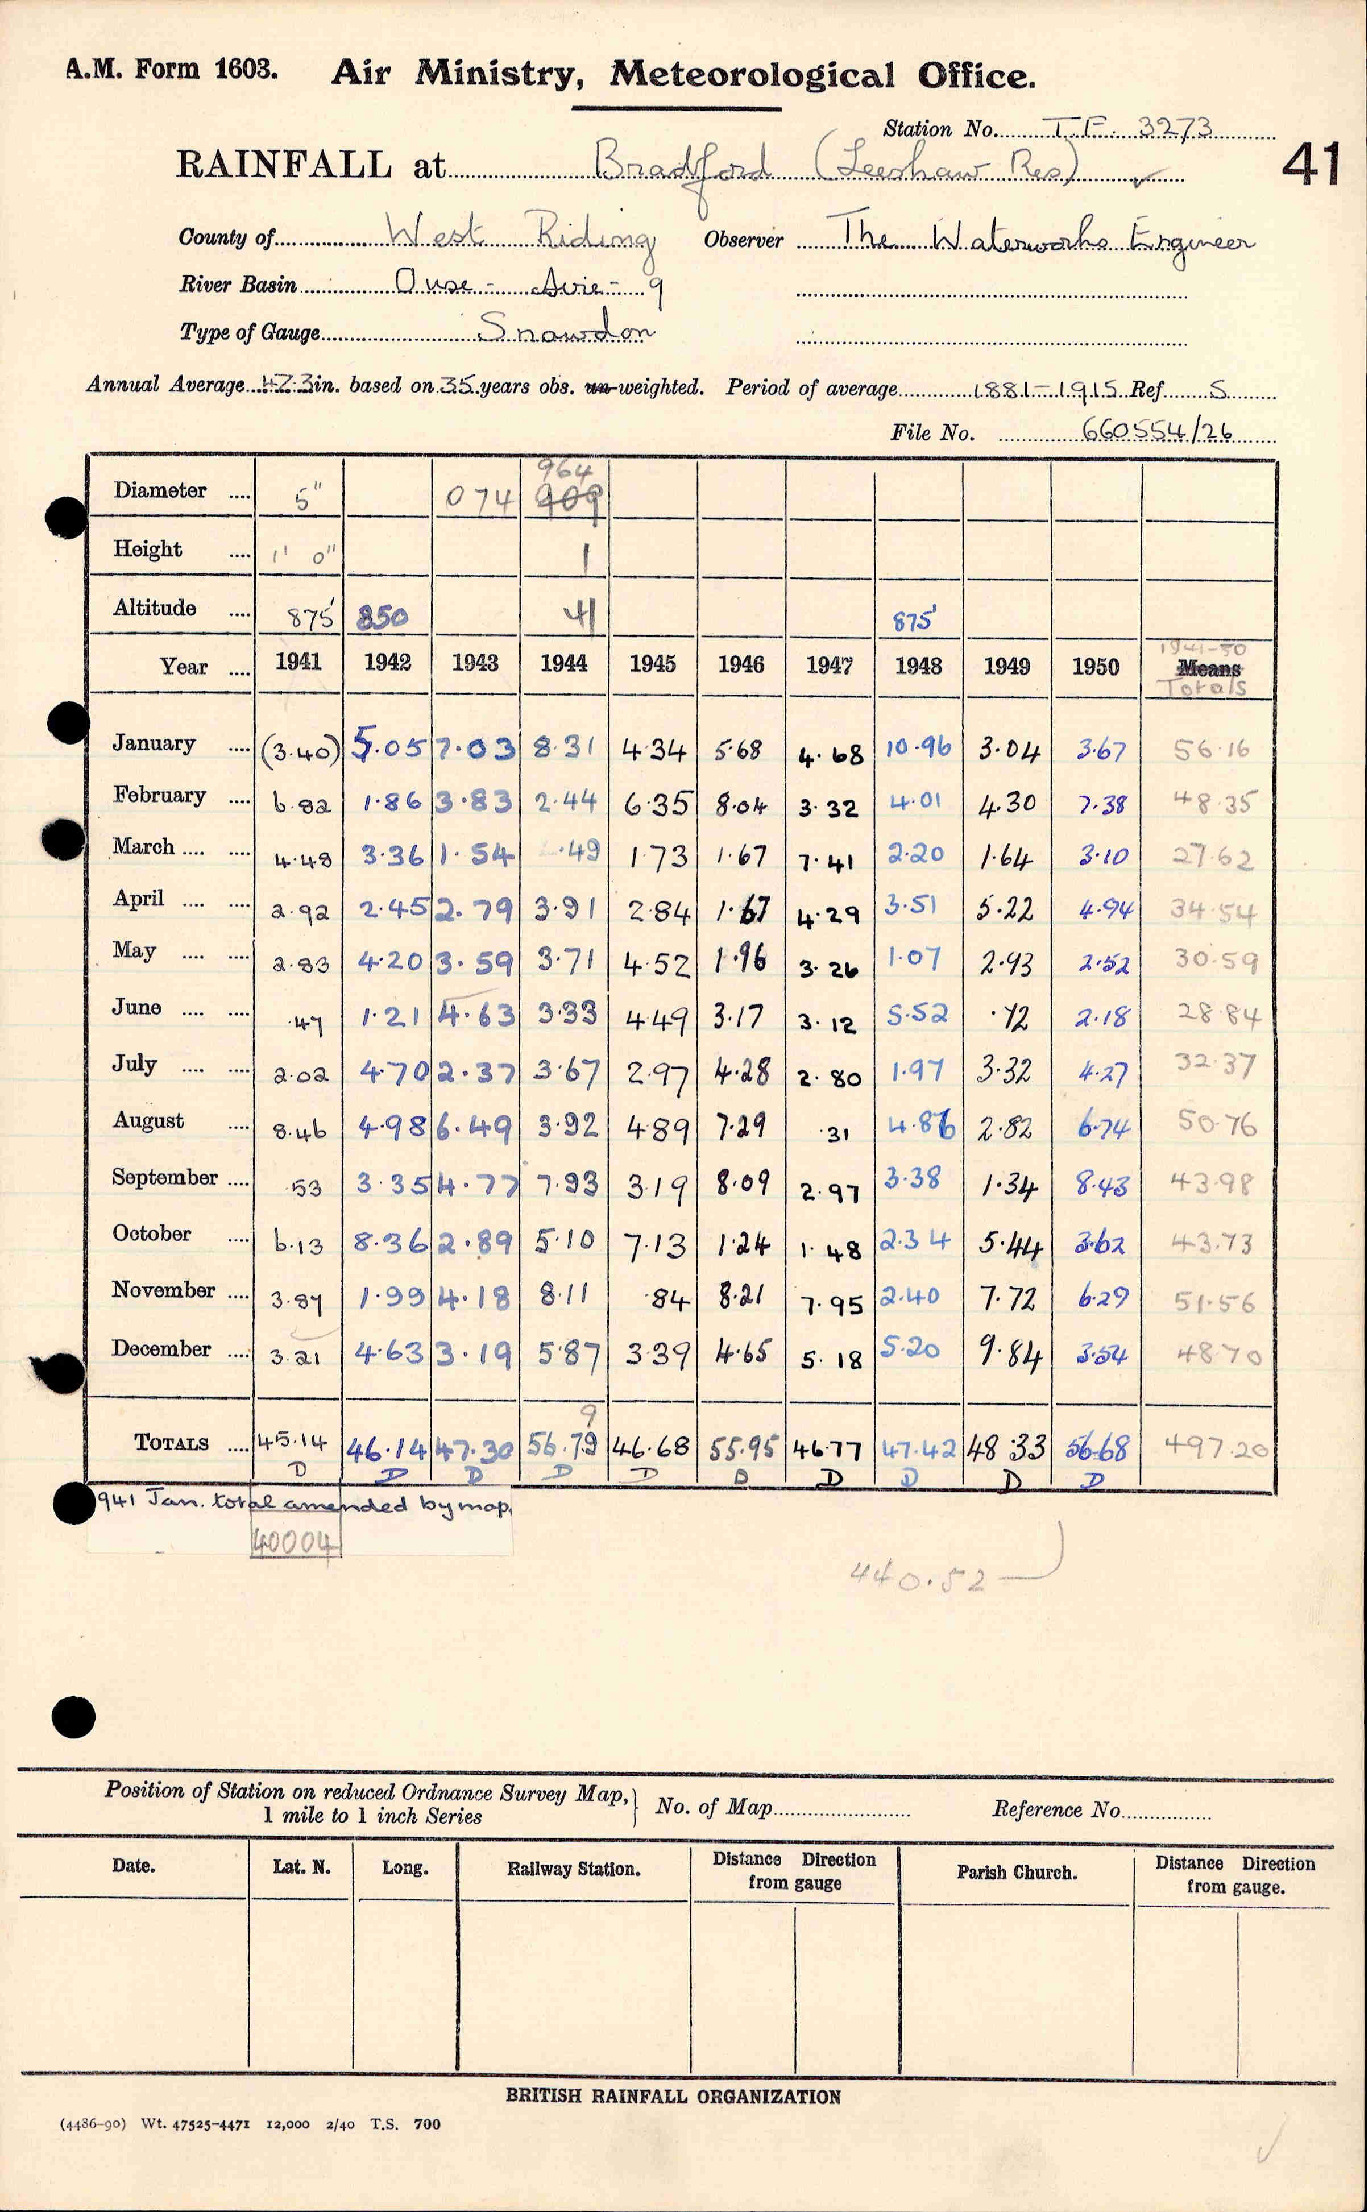 A.M. Form 1603. Air Ministry, Meteorological Office.
Station No. T.F. 3273
RAINFALL at Bradford (Leeshaw Res) ✓ 41
County of West Riding Observer The Waterworks Engineer
River Basin Ouse - Aire - 9
Type of Gauge Snowdon
Annual Average 47.3 in. based on 35 years obs. un-weighted. Period of average 1881-1915 Ref S
File No. 660554/26
964
Diameter .... 5" 074 909
Height .... 1' 0" 1
Altitude .... 875' 850 41 875'
1941-50
Year .... 1941 1942 1943 1944 1945 1946 1947 1948 1949 1950 Means
Totals
January .... (3.40) 5.05 7.03 8.31 4.34 5.68 4.68 10.96 3.04 3.67 56.16
February .... 6.82 1.86 3.83 2.44 6.35 8.04 3.32 4.01 4.30 7.38 48.35
March .... .... 4.48 3.36 1.54 .49 1.73 1.67 7.41 2.20 1.64 3.10 27.62
April .... .... 2.92 2.45 2.79 3.91 2.84 1.67 4.29 3.51 5.22 4.94 34.54
May .... .... 2.83 4.20 3.59 3.71 4.52 1.96 3.26 1.07 2.93 2.52 30.59
June .... .... .47 1.21 4.63 3.33 4.49 3.17 3.12 5.52 .72 2.18 28.84
July .... .... 2.02 4.70 2.37 3.67 2.97 4.28 2.80 1.97 3.32 4.27 32.37
August .... 8.46 4.98 6.49 3.92 4.89 7.29 .31 4.86 2.82 6.74 50.76
September .... .53 3.35 4.77 7.93 3.19 8.09 2.97 3.38 1.34 8.43 43.98
October .... 6.13 8.36 2.89 5.10 7.13 1.24 1.48 2.34 5.44 3.62 43.73
November .... 3.87 1.99 4.18 8.11 .84 8.21 7.95 2.40 7.72 6.29 51.56
December .... 3.21 4.63 3.19 5.87 3.39 4.65 5.18 5.20 9.84 3.54 48.70
9
TOTALS .... 45.14 46.14 47.30 56.79 46.68 55.95 46.77 47.42 48.33 56.68 497.20
D D D D D D D D D D
941 Jan. total amended by map.
40004
440.52
Position of Station on reduced Ordnance Survey Map,
1 mile to 1 inch Series
No. of Map Reference No.
Date. Lat. N. Long. Railway Station. Distance Direction from gauge Parish Church. Distance Direction from gauge.
BRITISH RAINFALL ORGANIZATION
(4486-90) Wt. 47525-4471 12,000 2/40 T.S. 700